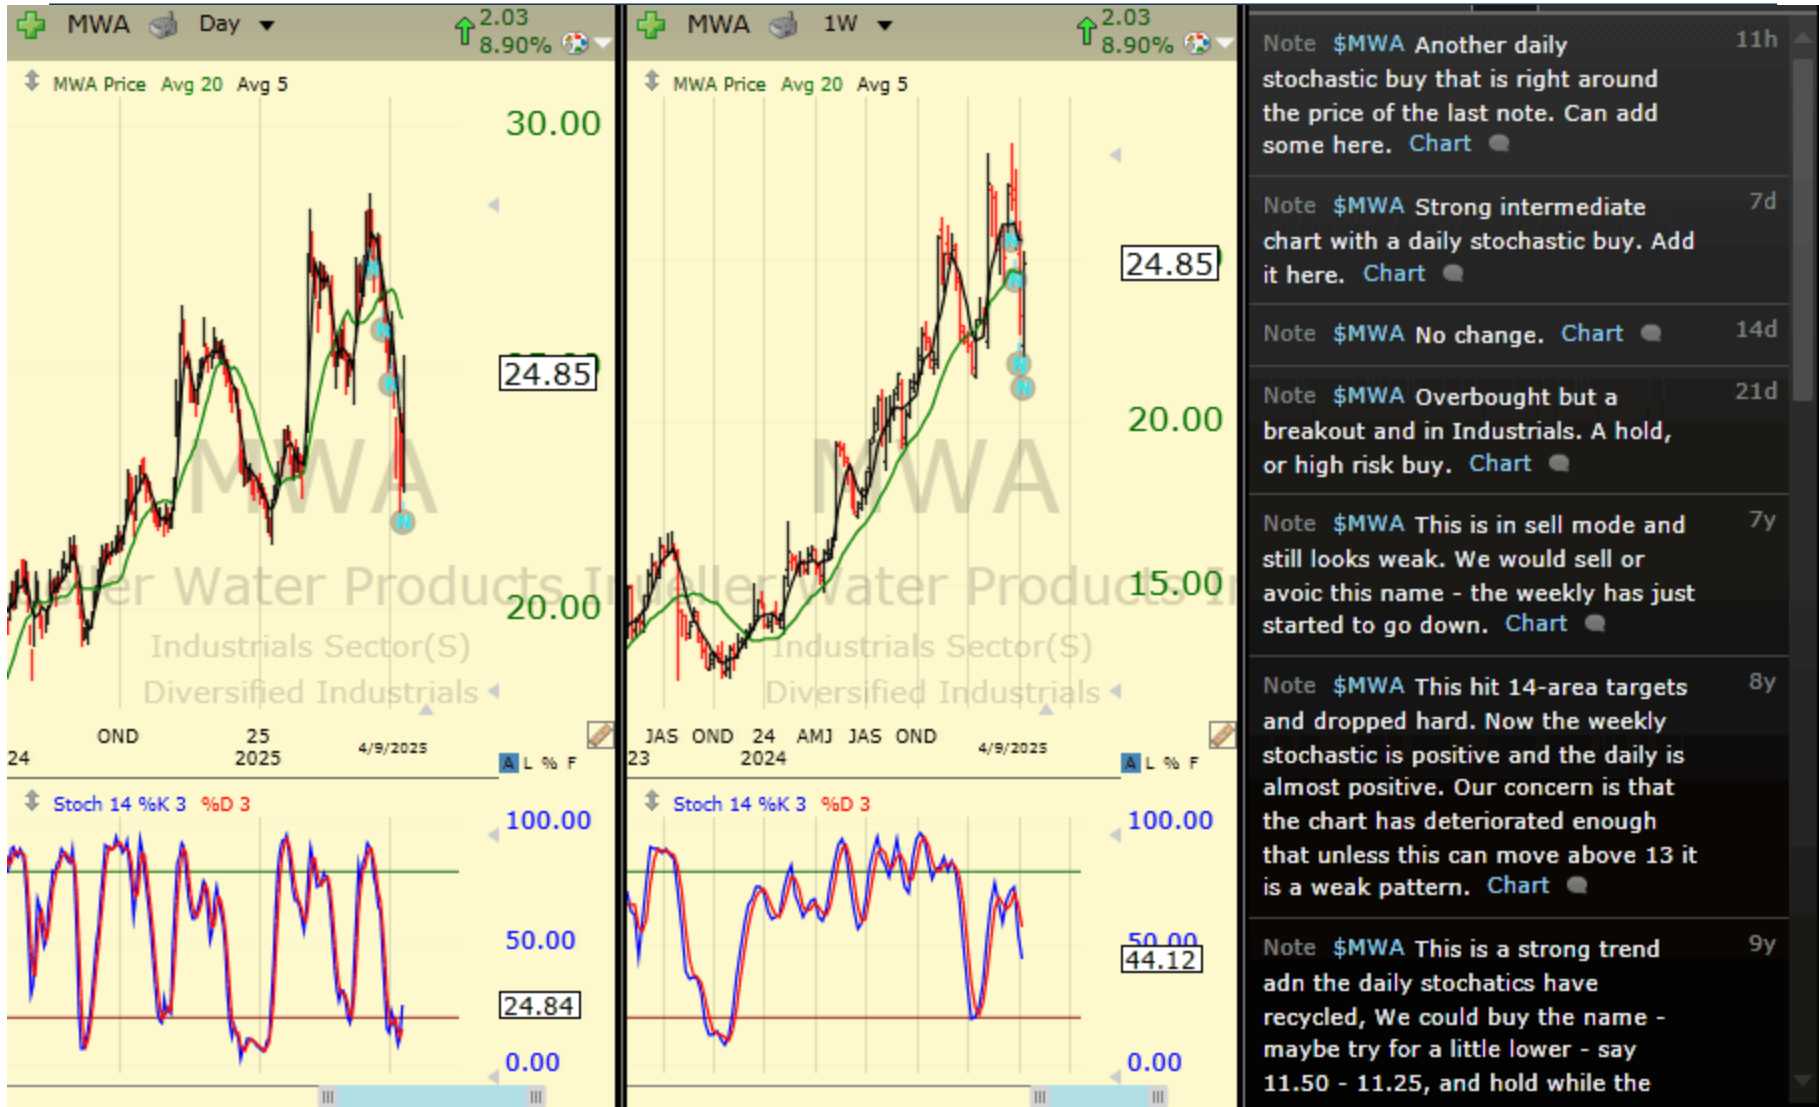 MWA Day
2.03
8.90%
MWA Price Avg 20 Avg 5
30.00
24.85
20.00
MWA
Industrials Sector(S)
Diversified Industrials
OND 25
24 2025 4/9/2025
A L % F
Stoch 14 %K 3 %D 3
100.00
50.00
24.84
0.00
MWA 1W
2.03
8.90%
MWA Price Avg 20 Avg 5
24.85
20.00
15.00
MWA
Water Products
Industrials Sector(S)
Diversified Industrials
JAS OND 24 AMJ JAS OND
23 2024 4/9/2025
A L % F
Stoch 14 %K 3 %D 3
100.00
50.00
44.12
0.00
Note $MWA Another daily 11h
stochastic buy that is right around
the price of the last note. Can add
some here. Chart
Note $MWA Strong intermediate 7d
chart with a daily stochastic buy. Add
it here. Chart
Note $MWA No change. Chart 14d
Note $MWA Overbought but a 21d
breakout and in Industrials. A hold,
or high risk buy. Chart
Note $MWA This is in sell mode and 7y
still looks weak. We would sell or
avoic this name - the weekly has just
started to go down. Chart
Note $MWA This hit 14-area targets 8y
and dropped hard. Now the weekly
stochastic is positive and the daily is
almost positive. Our concern is that
the chart has deteriorated enough
that unless this can move above 13 it
is a weak pattern. Chart
Note $MWA This is a strong trend 9y
adn the daily stochatics have
recycled, We could buy the name -
maybe try for a little lower - say
11.50 - 11.25, and hold while the